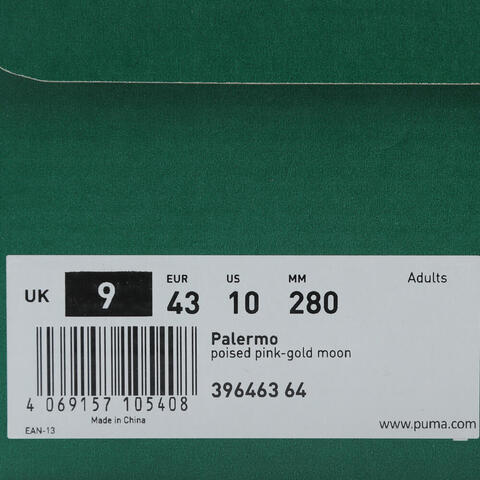 EUR US MM Adults
UK 9 43 10 280
Palermo
poised pink-gold moon
396463 64
4 069157 105408
Made in China
EAN-13
www.puma.com